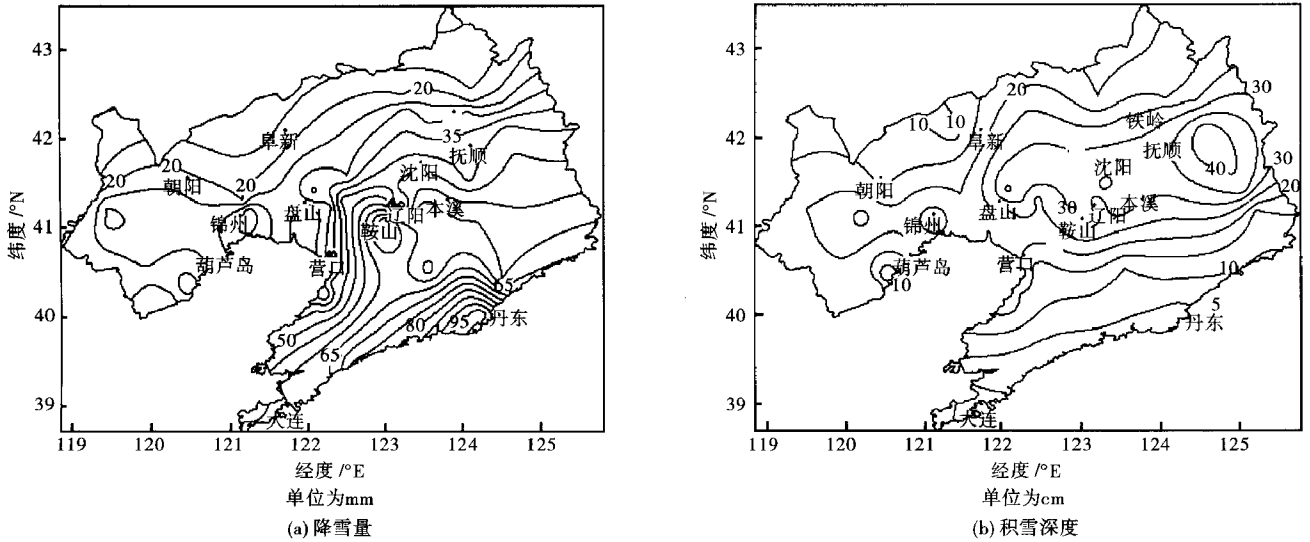 43
42
41
40
39
纬度 /°N
119
120
121
122
123
124
125
经度 /°E
单位为mm
(a) 降雪量
20
35
阜新
抚顺
沈阳
20
20
朝阳
20
盘山
辽阳
本溪
锦州
鞍山
葫芦岛
营口
65
丹东
50
80
95
65
大连
43
42
41
40
39
纬度 /°N
119
120
121
122
123
124
125
经度 /°E
单位为cm
(b) 积雪深度
20
30
10
10
铁岭
阜新
抚顺
沈阳
40
30
朝阳
20
盘山
30
辽阳
本溪
锦州
鞍山
葫芦岛
营口
10
10
5
丹东
大连